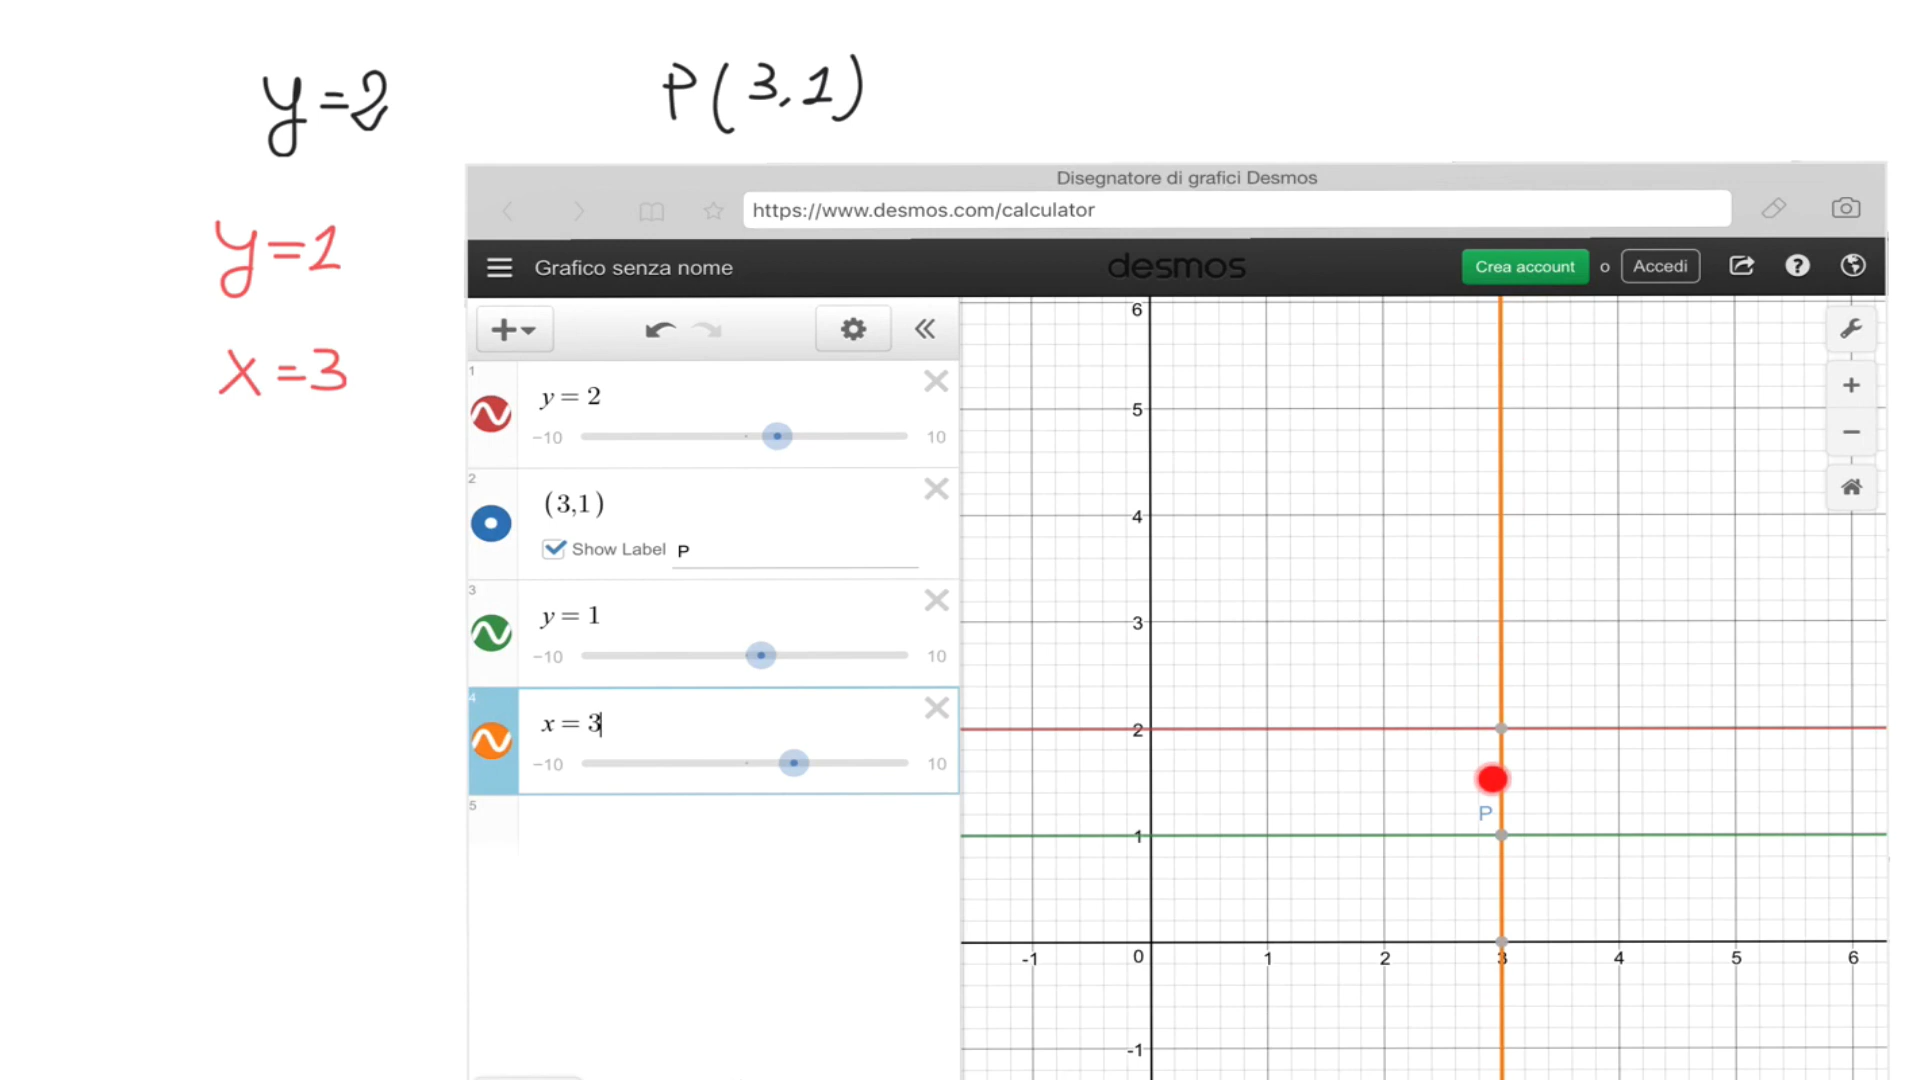 y=2 P(3,1)
y=1
x=3
Disegnatore di grafici Desmos
https://www.desmos.com/calculator
Grafico senza nome
desmos
Crea account o Accedi
1
y = 2
-10 10
2
(3,1)
Show Label P
3
y = 1
-10 10
4
x = 3
-10 10
5
6
5
4
3
2
P
1
-1 0 1 2 3 4 5 6
-1